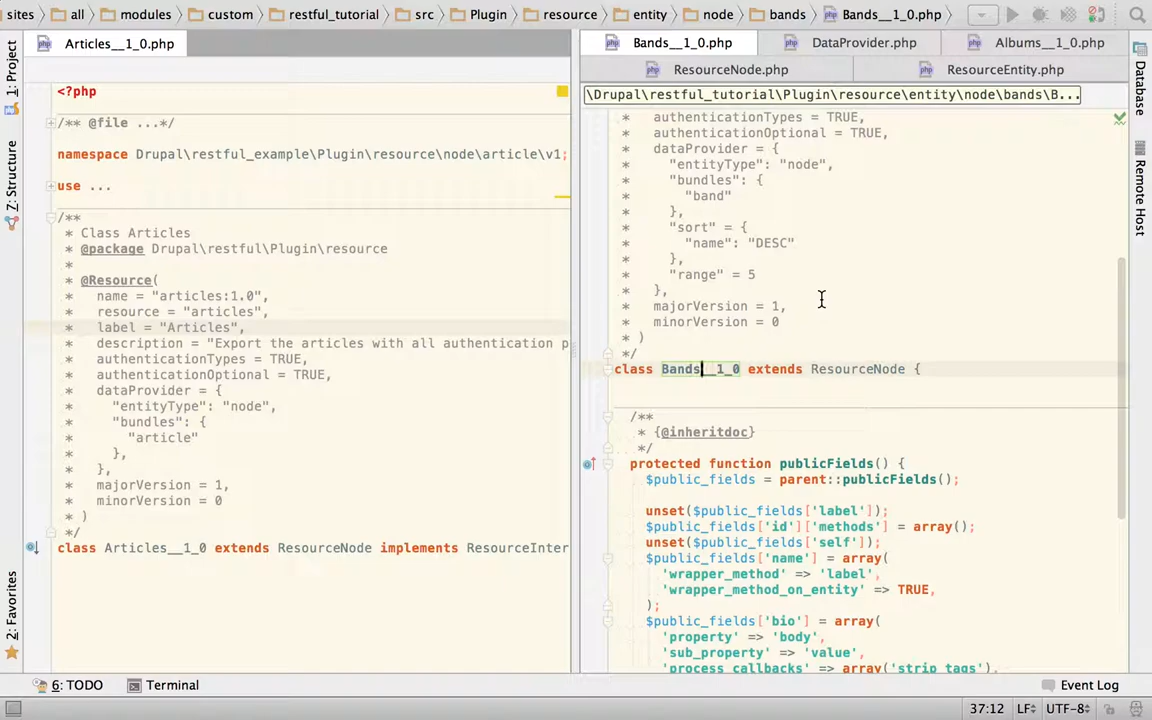 sites all modules custom restful_tutorial src Plugin resource entity node bands Bands__1_0.php
1: Project
Z: Structure
2: Favorites
Articles__1_0.php
<?php
/** @file ...*/
namespace Drupal\restful_example\Plugin\resource\node\article\v1;
use ...
/**
* Class Articles
* @package Drupal\restful\Plugin\resource
*
* @Resource(
*   name = "articles:1.0",
*   resource = "articles",
*   label = "Articles",
*   description = "Export the articles with all authentication p
*   authenticationTypes = TRUE,
*   authenticationOptional = TRUE,
*   dataProvider = {
*     "entityType": "node",
*     "bundles": {
*       "article"
*     },
*   },
*   majorVersion = 1,
*   minorVersion = 0
* )
*/
class Articles__1_0 extends ResourceNode implements ResourceInter
Bands__1_0.php DataProvider.php Albums__1_0.php
ResourceNode.php ResourceEntity.php
\Drupal\restful_tutorial\Plugin\resource\entity\node\bands\B...
*   authenticationTypes = TRUE,
*   authenticationOptional = TRUE,
*   dataProvider = {
*     "entityType": "node",
*     "bundles": {
*       "band"
*     },
*     "sort" = {
*       "name": "DESC"
*     },
*     "range" = 5
*   },
*   majorVersion = 1,
*   minorVersion = 0
* )
*/
class Bands__1_0 extends ResourceNode {
/**
* {@inheritdoc}
*/
protected function publicFields() {
$public_fields = parent::publicFields();
unset($public_fields['label']);
$public_fields['id']['methods'] = array();
unset($public_fields['self']);
$public_fields['name'] = array(
'wrapper_method' => 'label',
'wrapper_method_on_entity' => TRUE,
);
$public_fields['bio'] = array(
'property' => 'body',
'sub_property' => 'value',
'process_callbacks' => array('strip_tags'),
Database
Remote Host
6: TODO Terminal Event Log
37:12 LF UTF-8